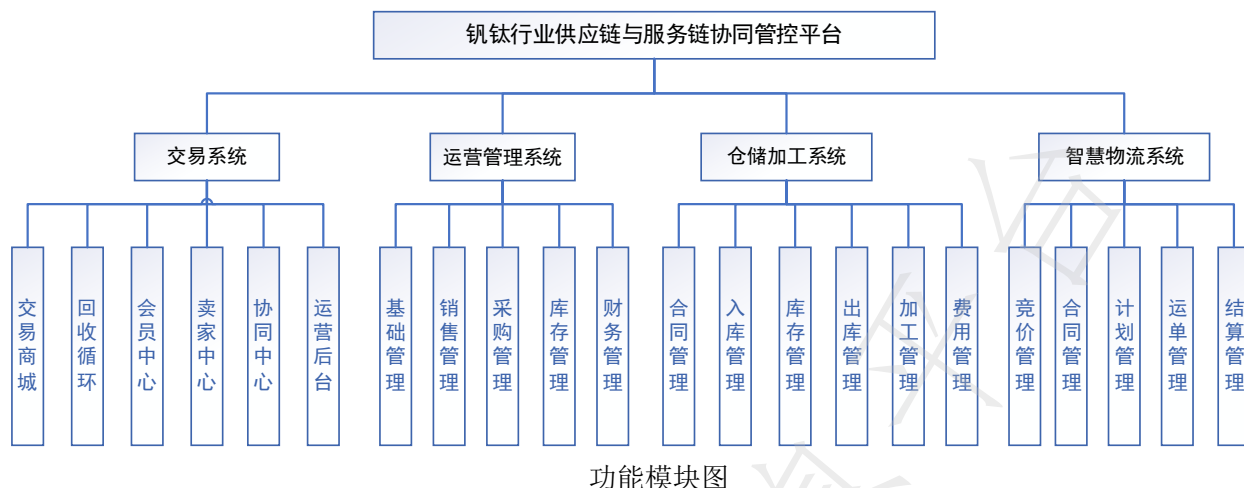 钒钛行业供应链与服务链协同管控平台
交易系统
运营管理系统
仓储加工系统
智慧物流系统
交易商城
回收循环
会员中心
卖家中心
协同中心
运营后台
基础管理
销售管理
采购管理
库存管理
财务管理
合同管理
入库管理
库存管理
出库管理
加工管理
费用管理
竞价管理
合同管理
计划管理
运单管理
结算管理
功能模块图